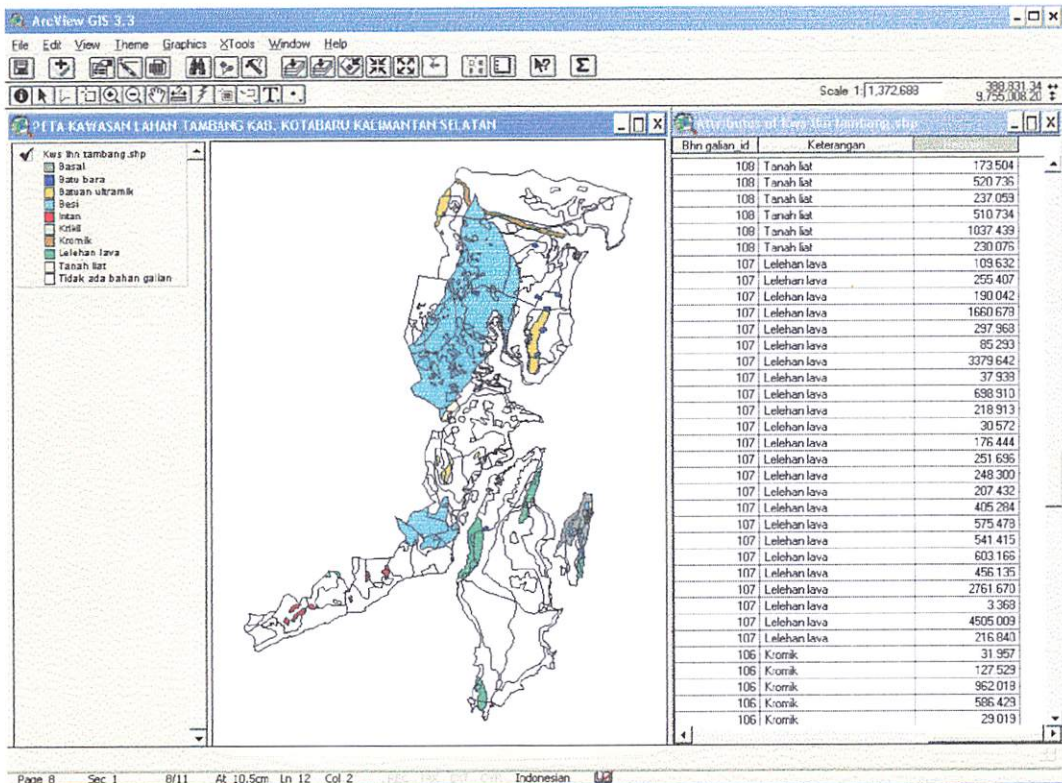 ArcView GIS 3.3
File Edit View Theme Graphics XTools Window Help
Scale 1: 1,372,688
388,831.34
9,755,008.20
PETA KAWASAN LAHAN TAMBANG KAB. KOTABARU KALIMANTAN SELATAN
Kws lhn tambang.shp
Basal
Batu bara
Batuan ultramik
Besi
Intan
Kromik
Lelehan lava
Tanah liat
Tidak ada bahan galian
Attributes of Kws lhn tambang.shp
Bhn galian_id Keterangan
108 Tanah liat 173.504
108 Tanah liat 520.736
108 Tanah liat 237.059
108 Tanah liat 510.734
108 Tanah liat 1037.439
108 Tanah liat 230.076
107 Lelehan lava 109.632
107 Lelehan lava 255.407
107 Lelehan lava 190.042
107 Lelehan lava 1660.679
107 Lelehan lava 297.968
107 Lelehan lava 85.293
107 Lelehan lava 3379.642
107 Lelehan lava 37.938
107 Lelehan lava 698.910
107 Lelehan lava 218.913
107 Lelehan lava 30.572
107 Lelehan lava 176.444
107 Lelehan lava 251.696
107 Lelehan lava 248.300
107 Lelehan lava 207.432
107 Lelehan lava 405.284
107 Lelehan lava 575.478
107 Lelehan lava 541.415
107 Lelehan lava 603.166
107 Lelehan lava 456.135
107 Lelehan lava 2761.670
107 Lelehan lava 3.368
107 Lelehan lava 4505.009
107 Lelehan lava 216.840
106 Kromik 31.957
106 Kromik 127.529
106 Kromik 962.018
106 Kromik 586.429
106 Kromik 29.019
Page 8 Sec 1 8/11 At 10.5cm Ln 12 Col 2 Indonesian